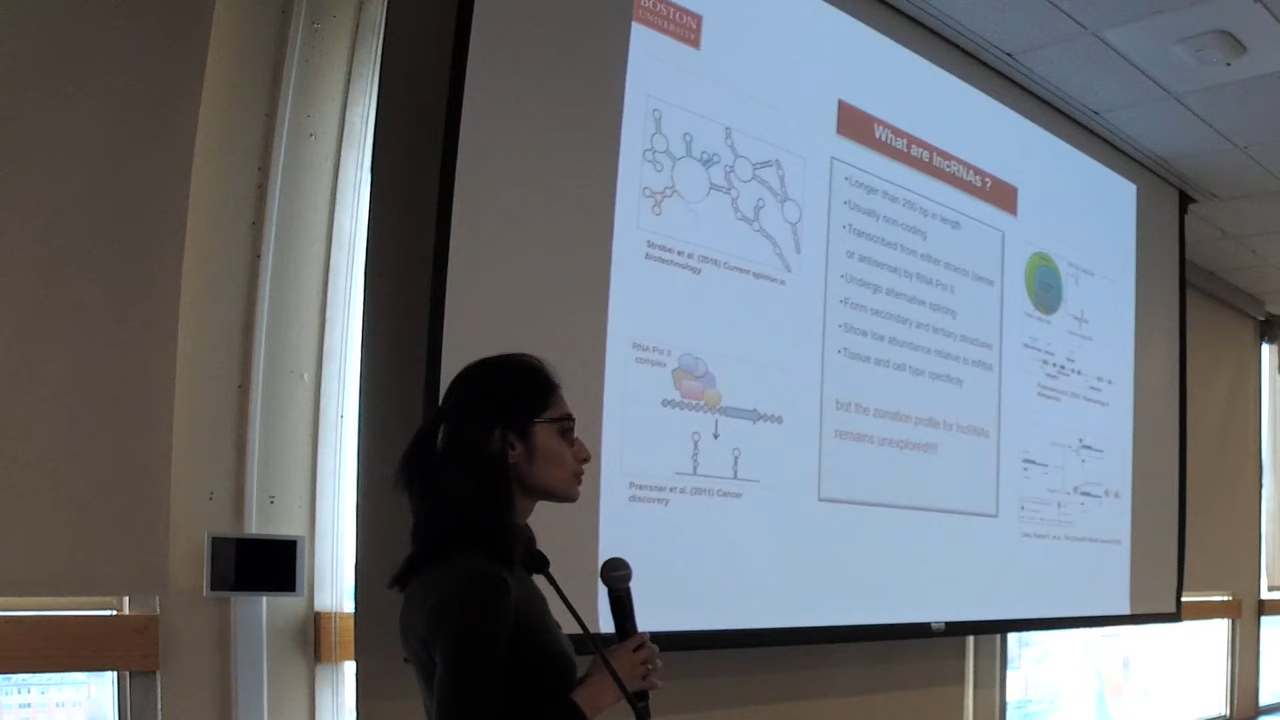 BOSTON
UNIVERSITY
What are lncRNAs ?
•Longer than 200 bp in length
•Usually non-coding
•Transcribed from either strands (sense
or antisense) by RNA Pol II
•Undergo alternative splicing
•Form secondary and tertiary structures
•Show low abundance relative to mRNA
•Tissue and cell type specificity
but the zonation profile for lncRNAs
remains unexplored!!!!
Strobel et al. (2016) Current opinion in
biotechnology
RNA Pol II
complex
Prensner et al. (2011) Cancer
discovery